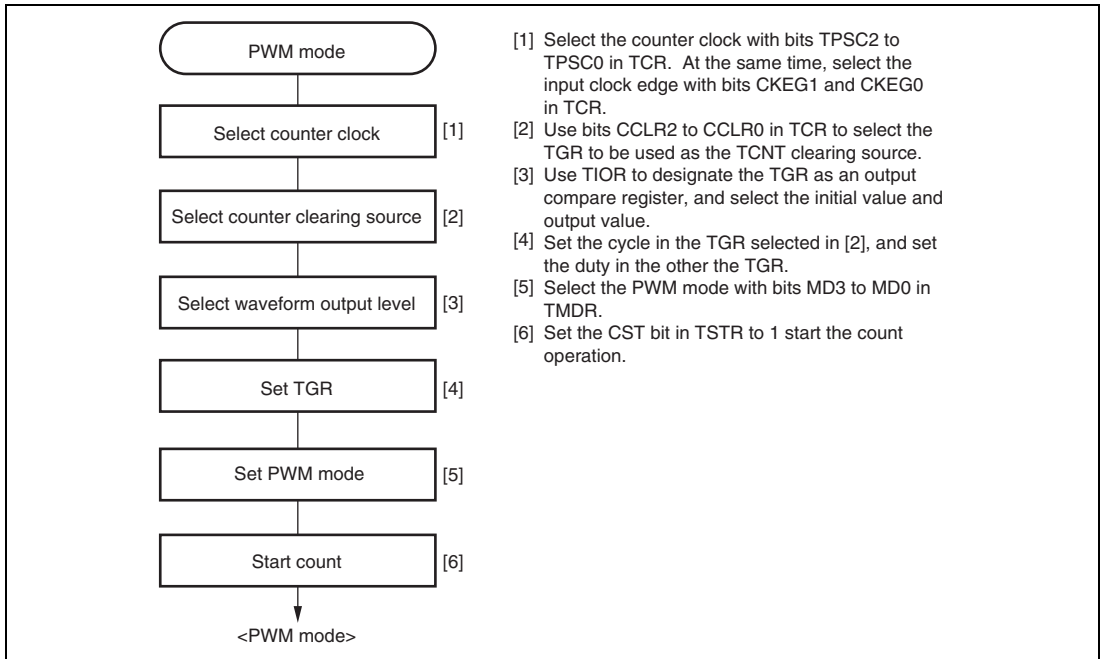 PWM mode
Select counter clock [1]
Select counter clearing source [2]
Select waveform output level [3]
Set TGR [4]
Set PWM mode [5]
Start count [6]
<PWM mode>
[1] Select the counter clock with bits TPSC2 to
TPSC0 in TCR.  At the same time, select the
input clock edge with bits CKEG1 and CKEG0
in TCR.
[2] Use bits CCLR2 to CCLR0 in TCR to select the
TGR to be used as the TCNT clearing source.
[3] Use TIOR to designate the TGR as an output
compare register, and select the initial value and
output value.
[4] Set the cycle in the TGR selected in [2], and set
the duty in the other the TGR.
[5] Select the PWM mode with bits MD3 to MD0 in
TMDR.
[6] Set the CST bit in TSTR to 1 start the count
operation.